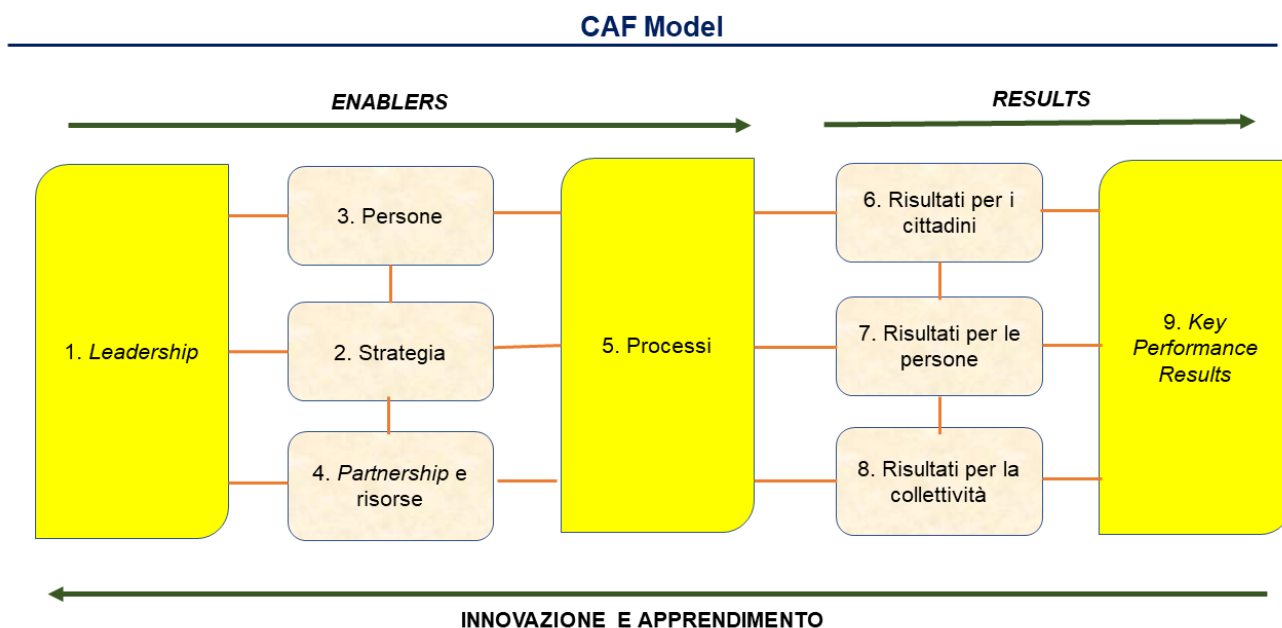 CAF Model
ENABLERS
RESULTS
3. Persone
6. Risultati per i
cittadini
1. Leadership
2. Strategia
5. Processi
7. Risultati per le
persone
9. Key
Performance
Results
4. Partnership e
risorse
8. Risultati per la
collettività
INNOVAZIONE E APPRENDIMENTO